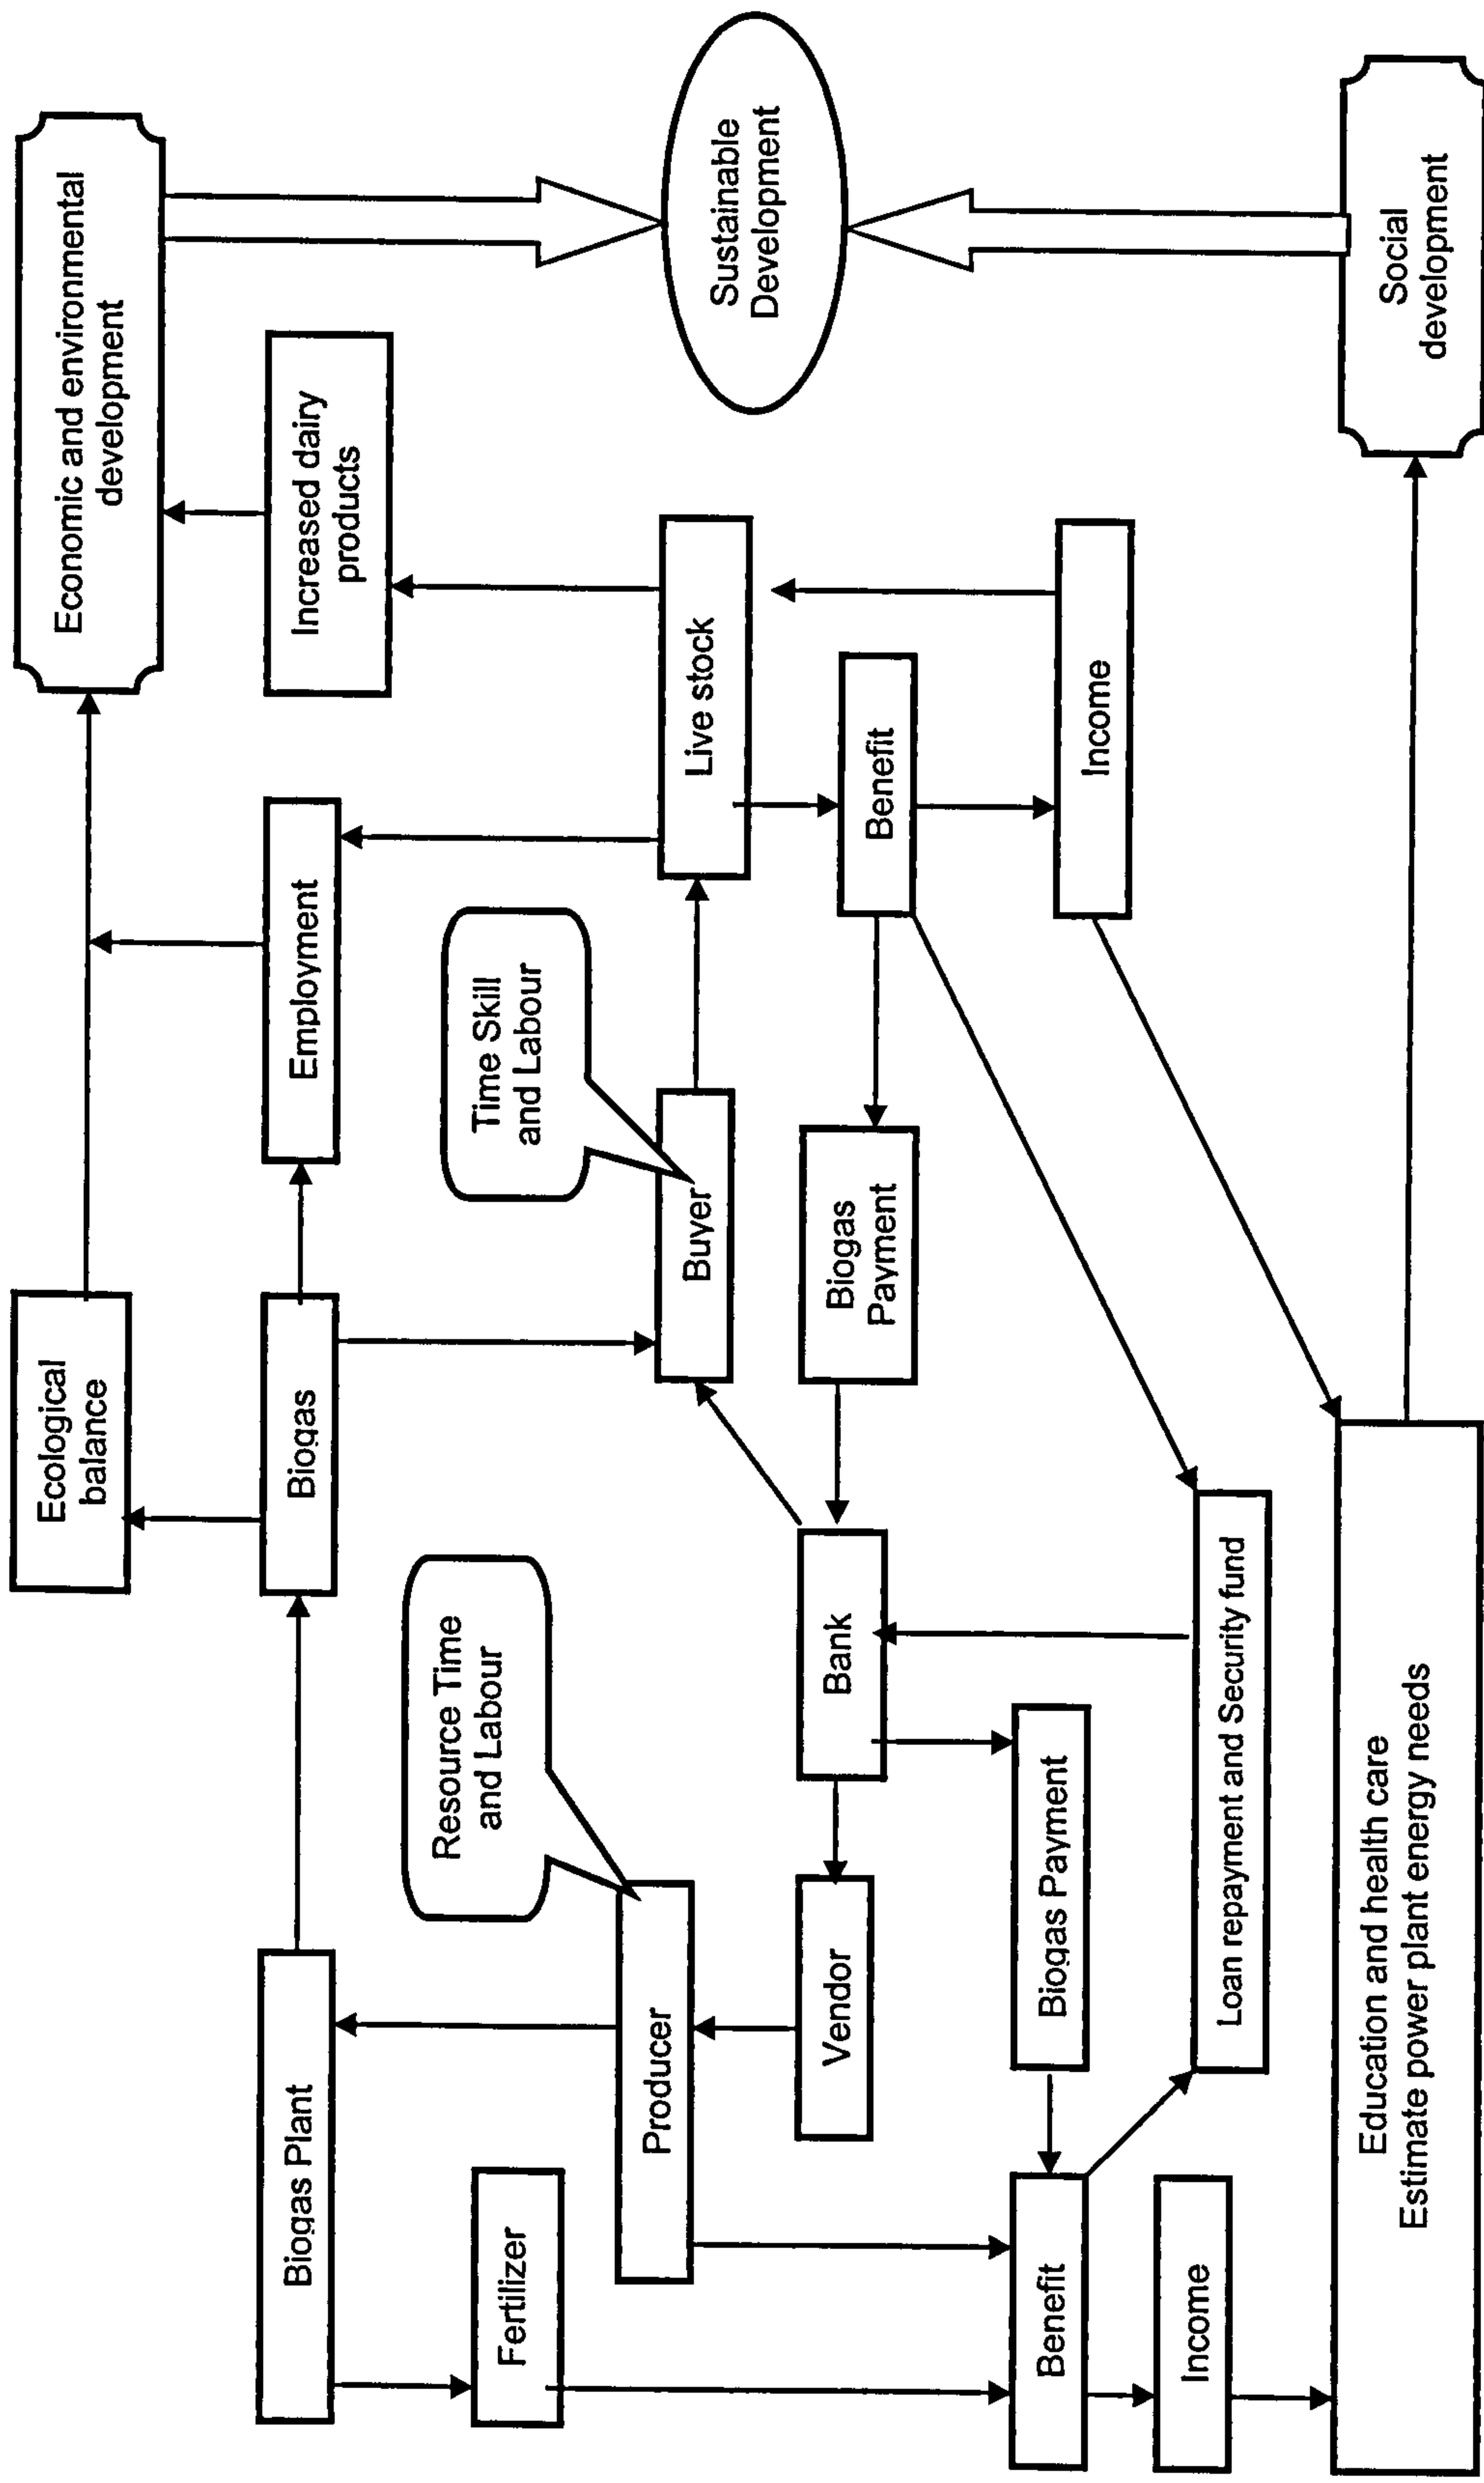 Ecological
balance
Economic and environmental
development
Biogas Plant
Biogas
Employment
Increased dairy
products
Fertilizer
Resource Time
and Labour
Time Skill
and Labour
Producer
Buyer
Live stock
Sustainable
Development
Vendor
Bank
Biogas
Payment
Benefit
Benefit
Biogas Payment
Income
Income
Loan repayment and Security fund
Education and health care
Estimate power plant energy needs
Social
development